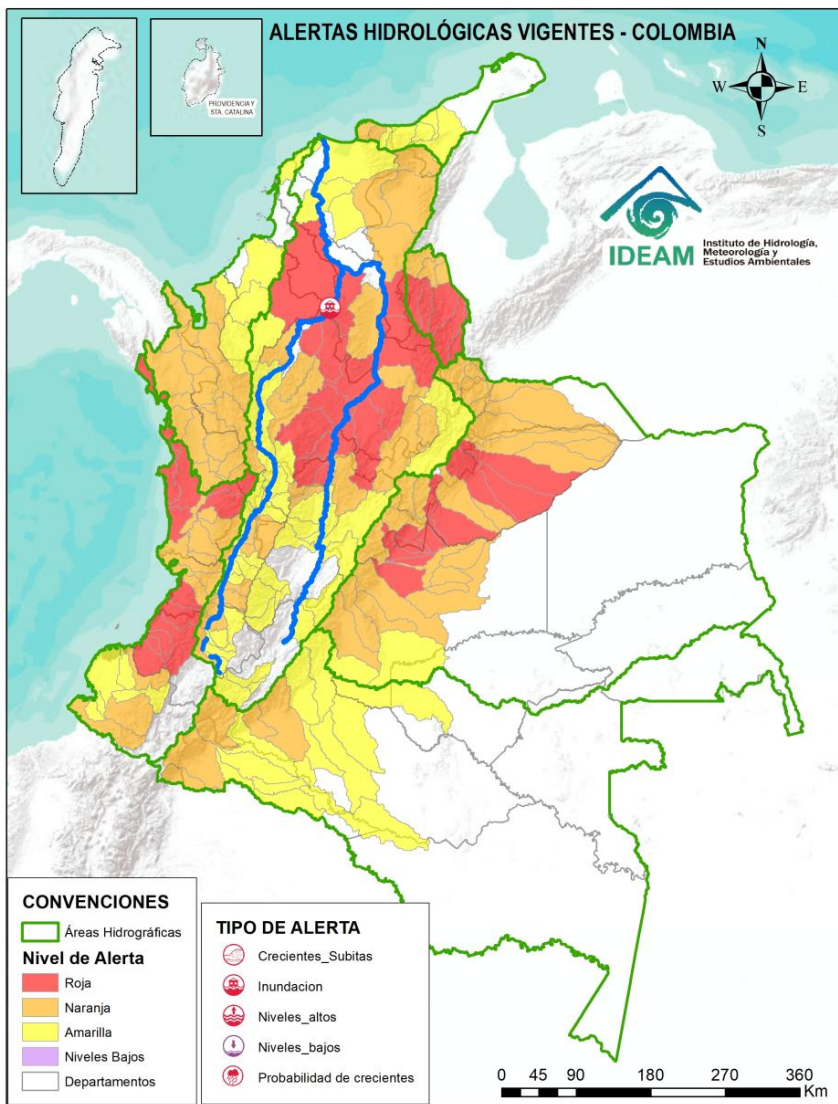 ALERTAS HIDROLÓGICAS VIGENTES - COLOMBIA
PROVIDENCIA Y
STA. CATALINA
N
W E
S
IDEAM
Instituto de Hidrología,
Meteorología y
Estudios Ambientales
CONVENCIONES
Áreas Hidrográficas
Nivel de Alerta
Roja
Naranja
Amarilla
Niveles Bajos
Departamentos
TIPO DE ALERTA
Crecientes_Subitas
Inundacion
Niveles_altos
Niveles_bajos
Probabilidad de crecientes
0 45 90 180 270 360
Km